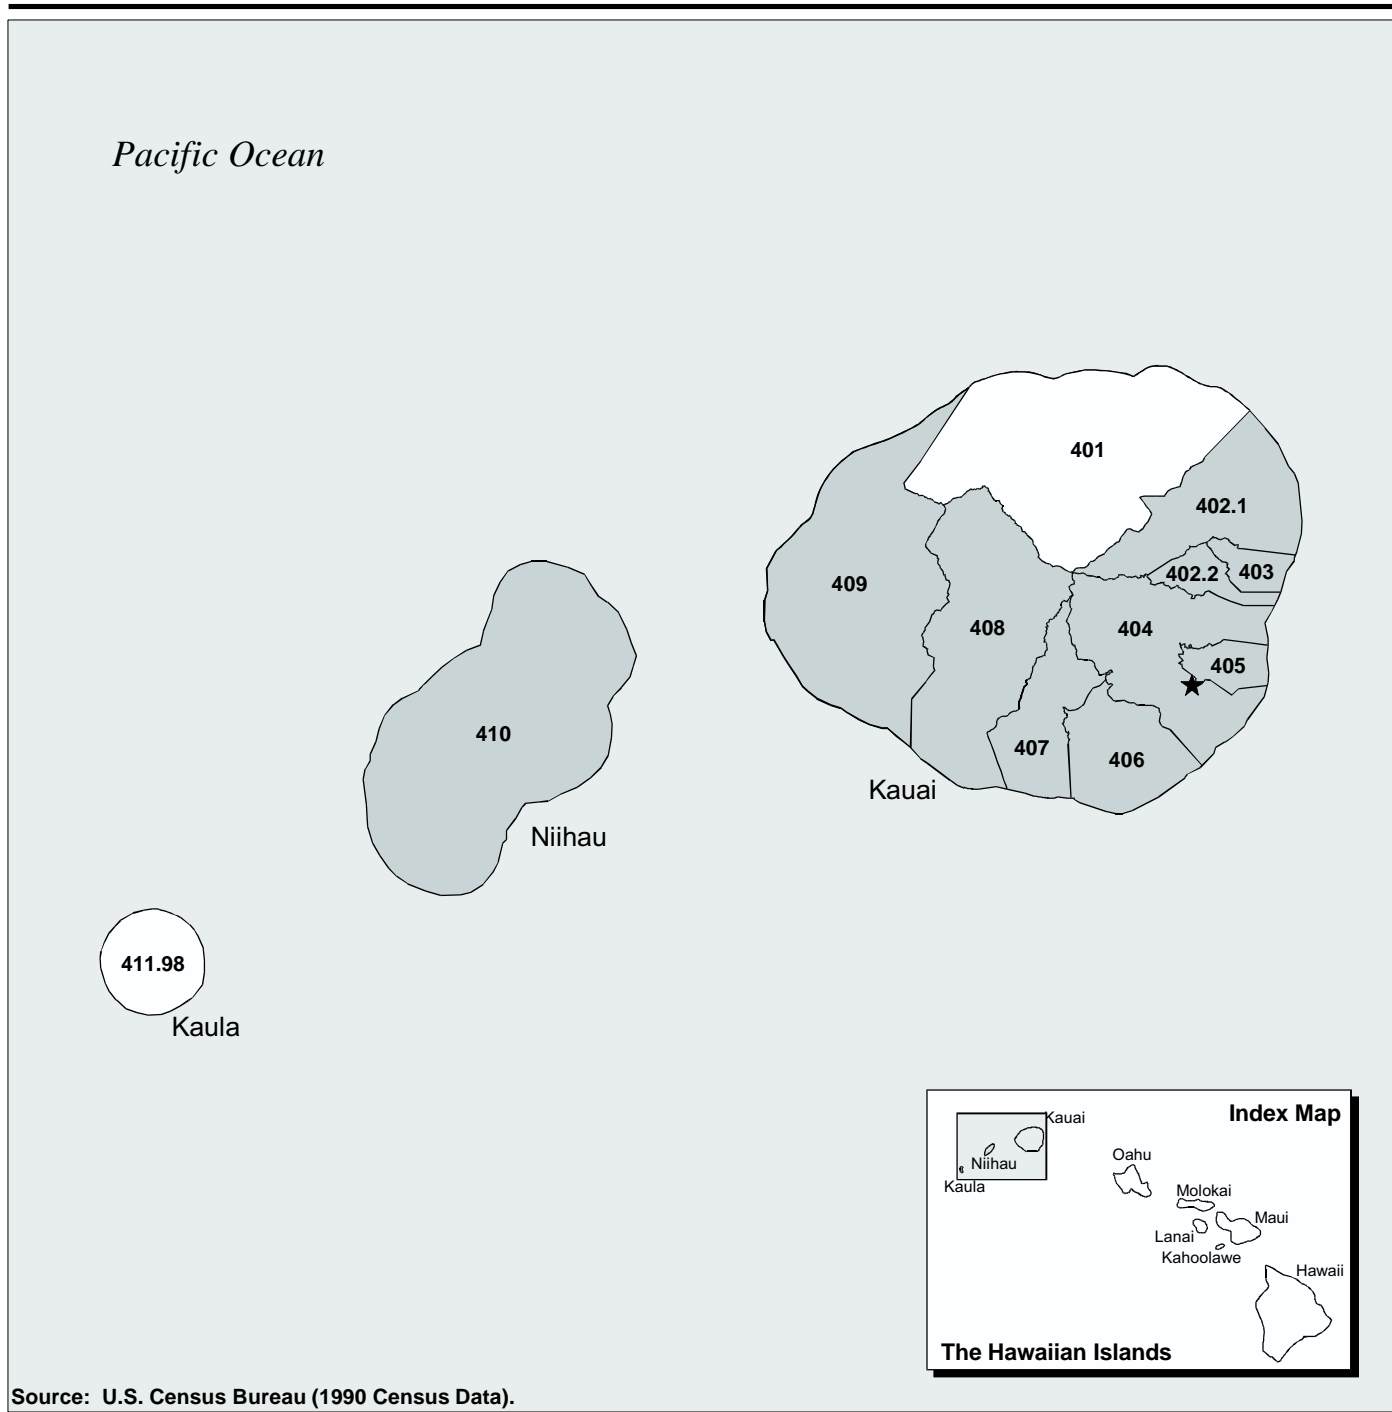 Pacific Ocean
401
402.1
402.2
403
409
408
404
405
410
407
406
Kauai
Niihau
411.98
Kaula
Index Map
Kauai
Niihau
Kaula
Oahu
Molokai
Maui
Lanai
Kahoolawe
Hawaii
The Hawaiian Islands
Source: U.S. Census Bureau (1990 Census Data).